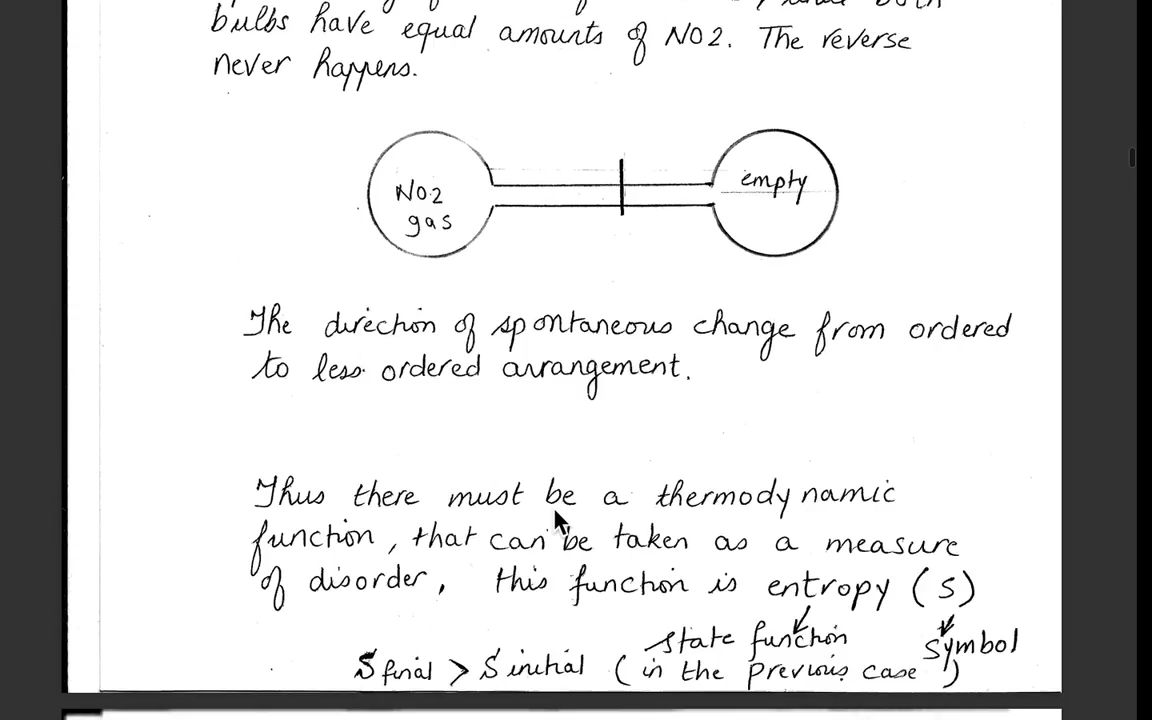 bulbs have equal amounts of NO2. The reverse
never happens.
NO2
gas
empty
The direction of spontaneous change from ordered
to less ordered arrangement.
Thus there must be a thermodynamic
function, that can be taken as a measure
of disorder, this function is entropy (S)
state function
symbol
S final > S initial (in the previous case)